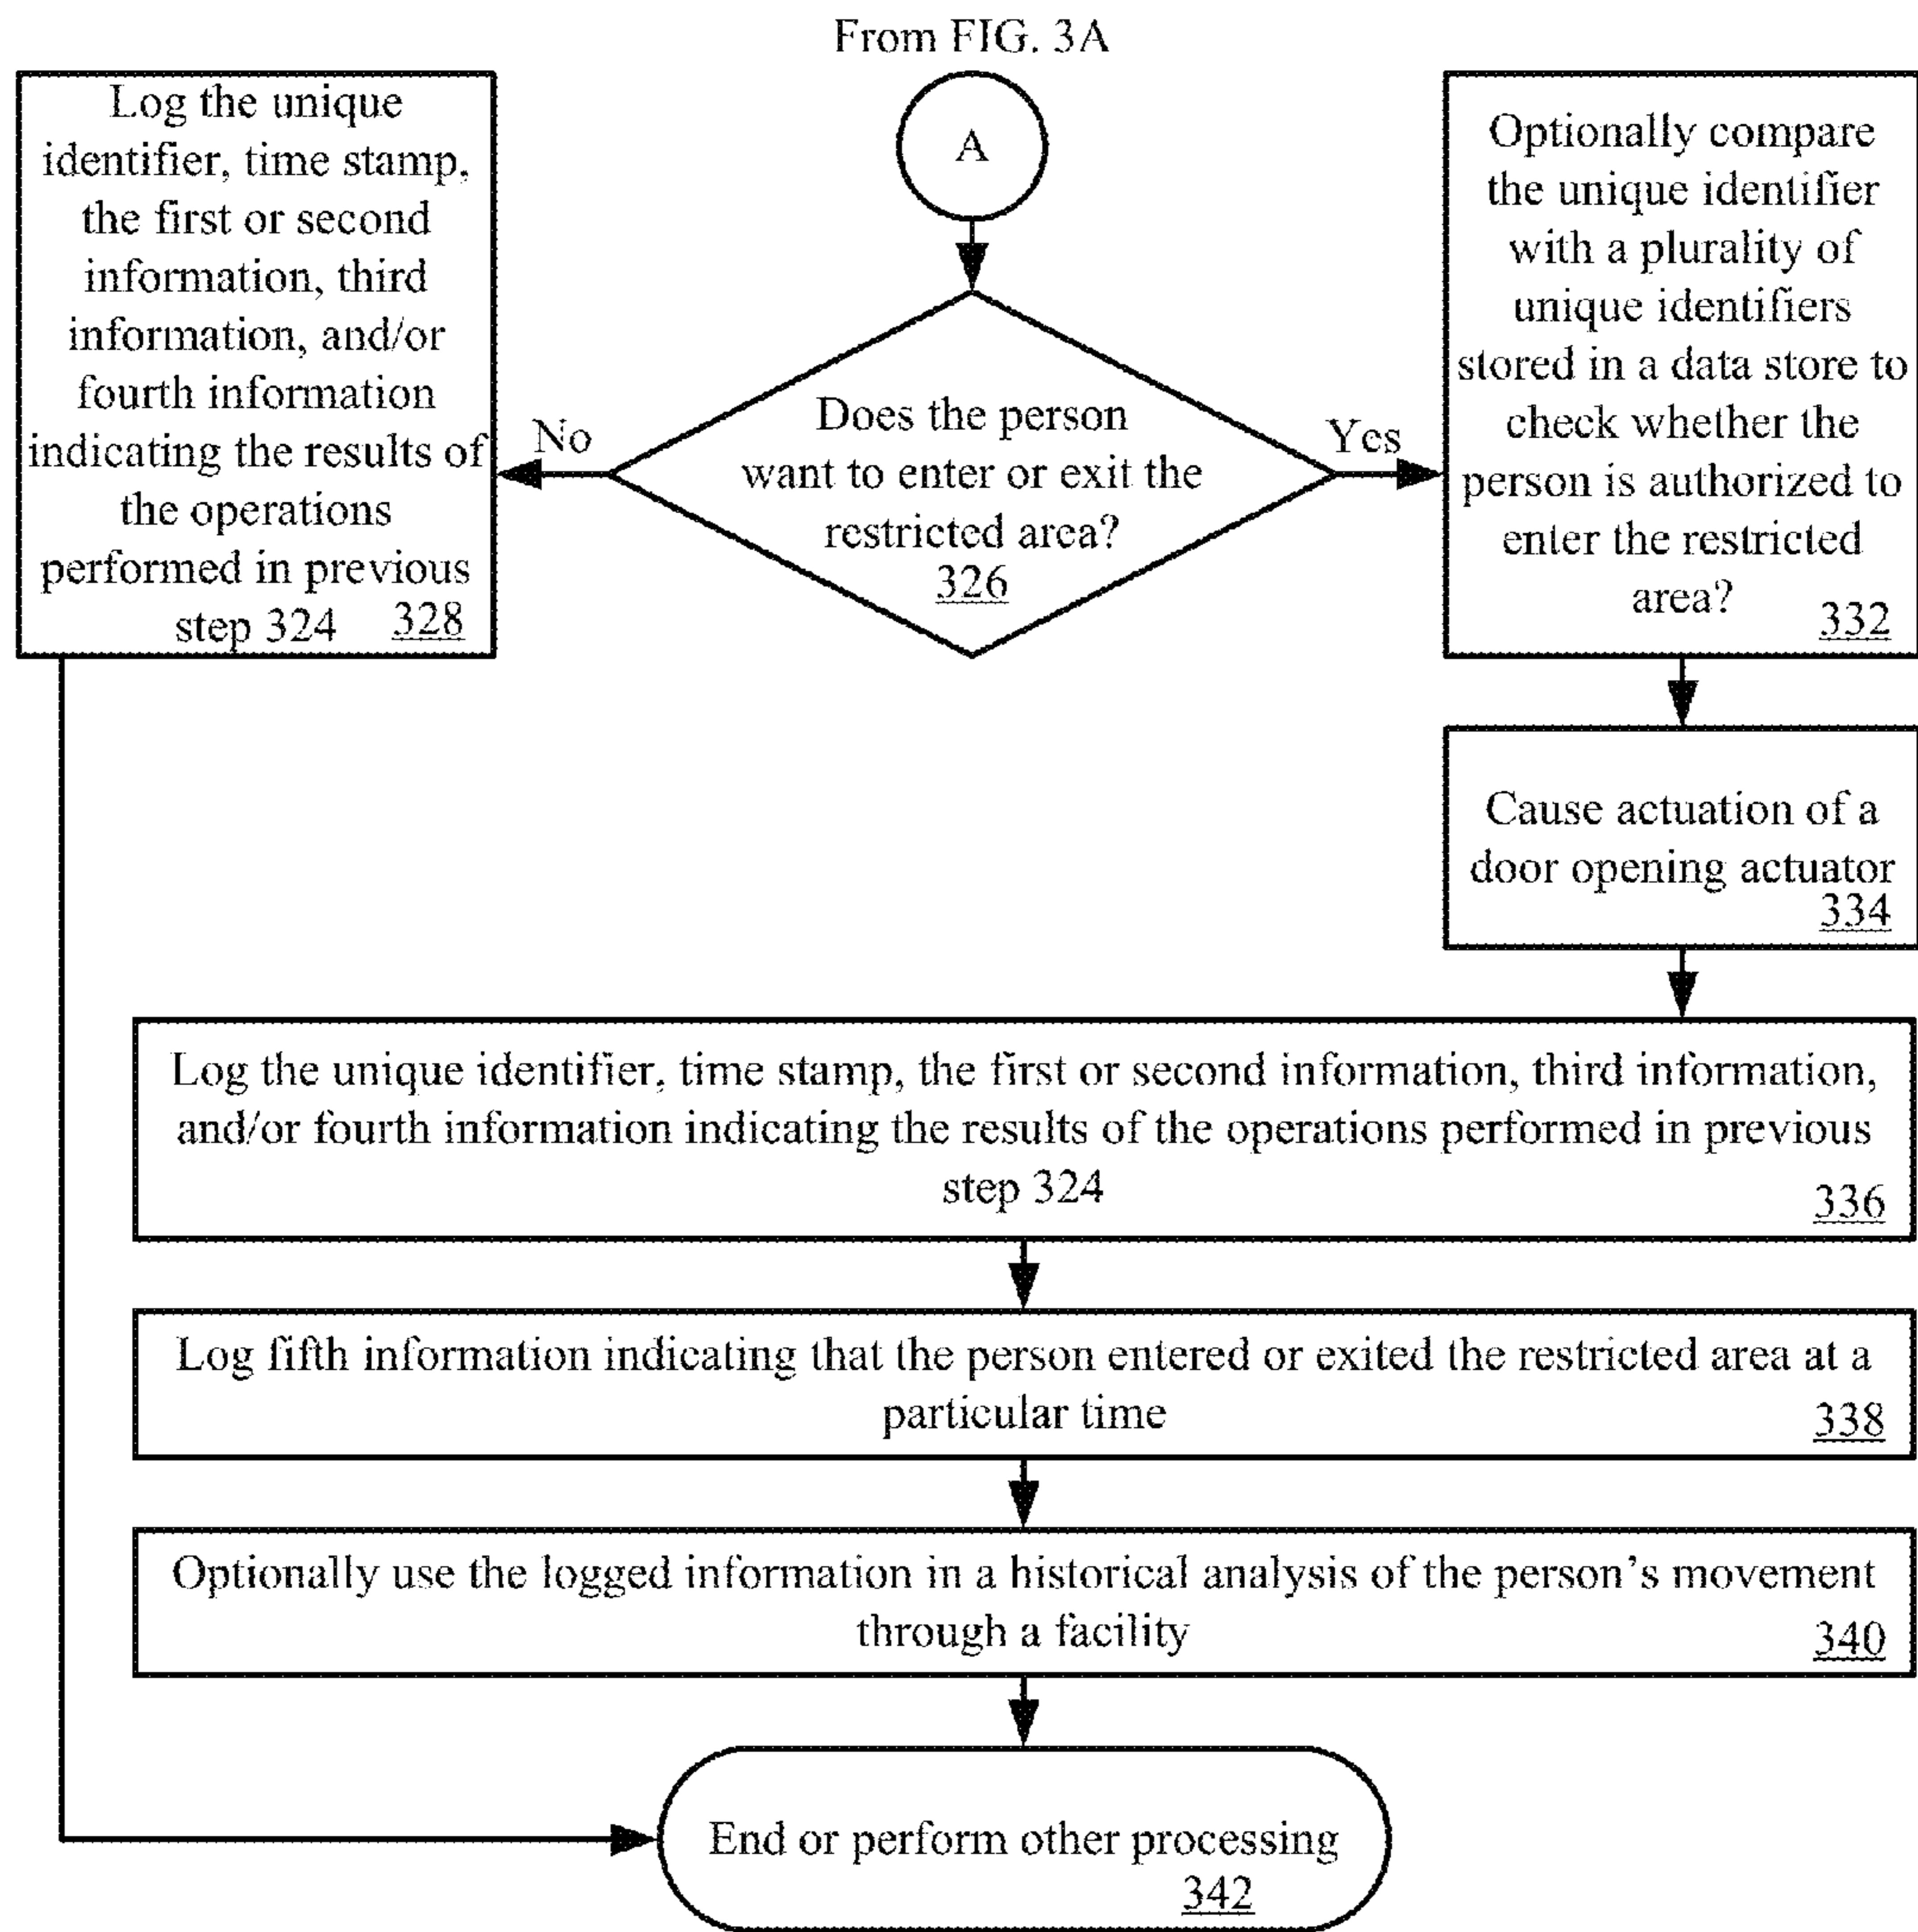 From FIG. 3A
A
Log the unique
identifier, time stamp,
the first or second
information, third
information, and/or
fourth information
indicating the results of
the operations
performed in previous
step 324 328
No
Does the person
want to enter or exit the
restricted area?
326
Yes
Optionally compare
the unique identifier
with a plurality of
unique identifiers
stored in a data store to
check whether the
person is authorized to
enter the restricted
area?
332
Cause actuation of a
door opening actuator
334
Log the unique identifier, time stamp, the first or second information, third information,
and/or fourth information indicating the results of the operations performed in previous
step 324
336
Log fifth information indicating that the person entered or exited the restricted area at a
particular time
338
Optionally use the logged information in a historical analysis of the person's movement
through a facility
340
End or perform other processing
342